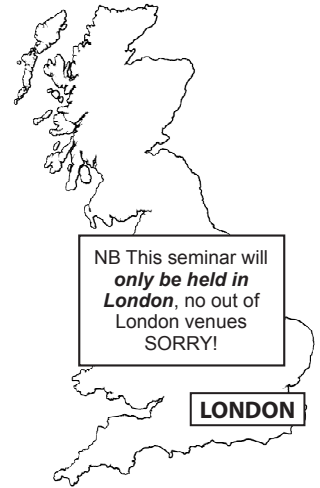 NB This seminar will
only be held in
London, no out of
London venues
SORRY!
LONDON